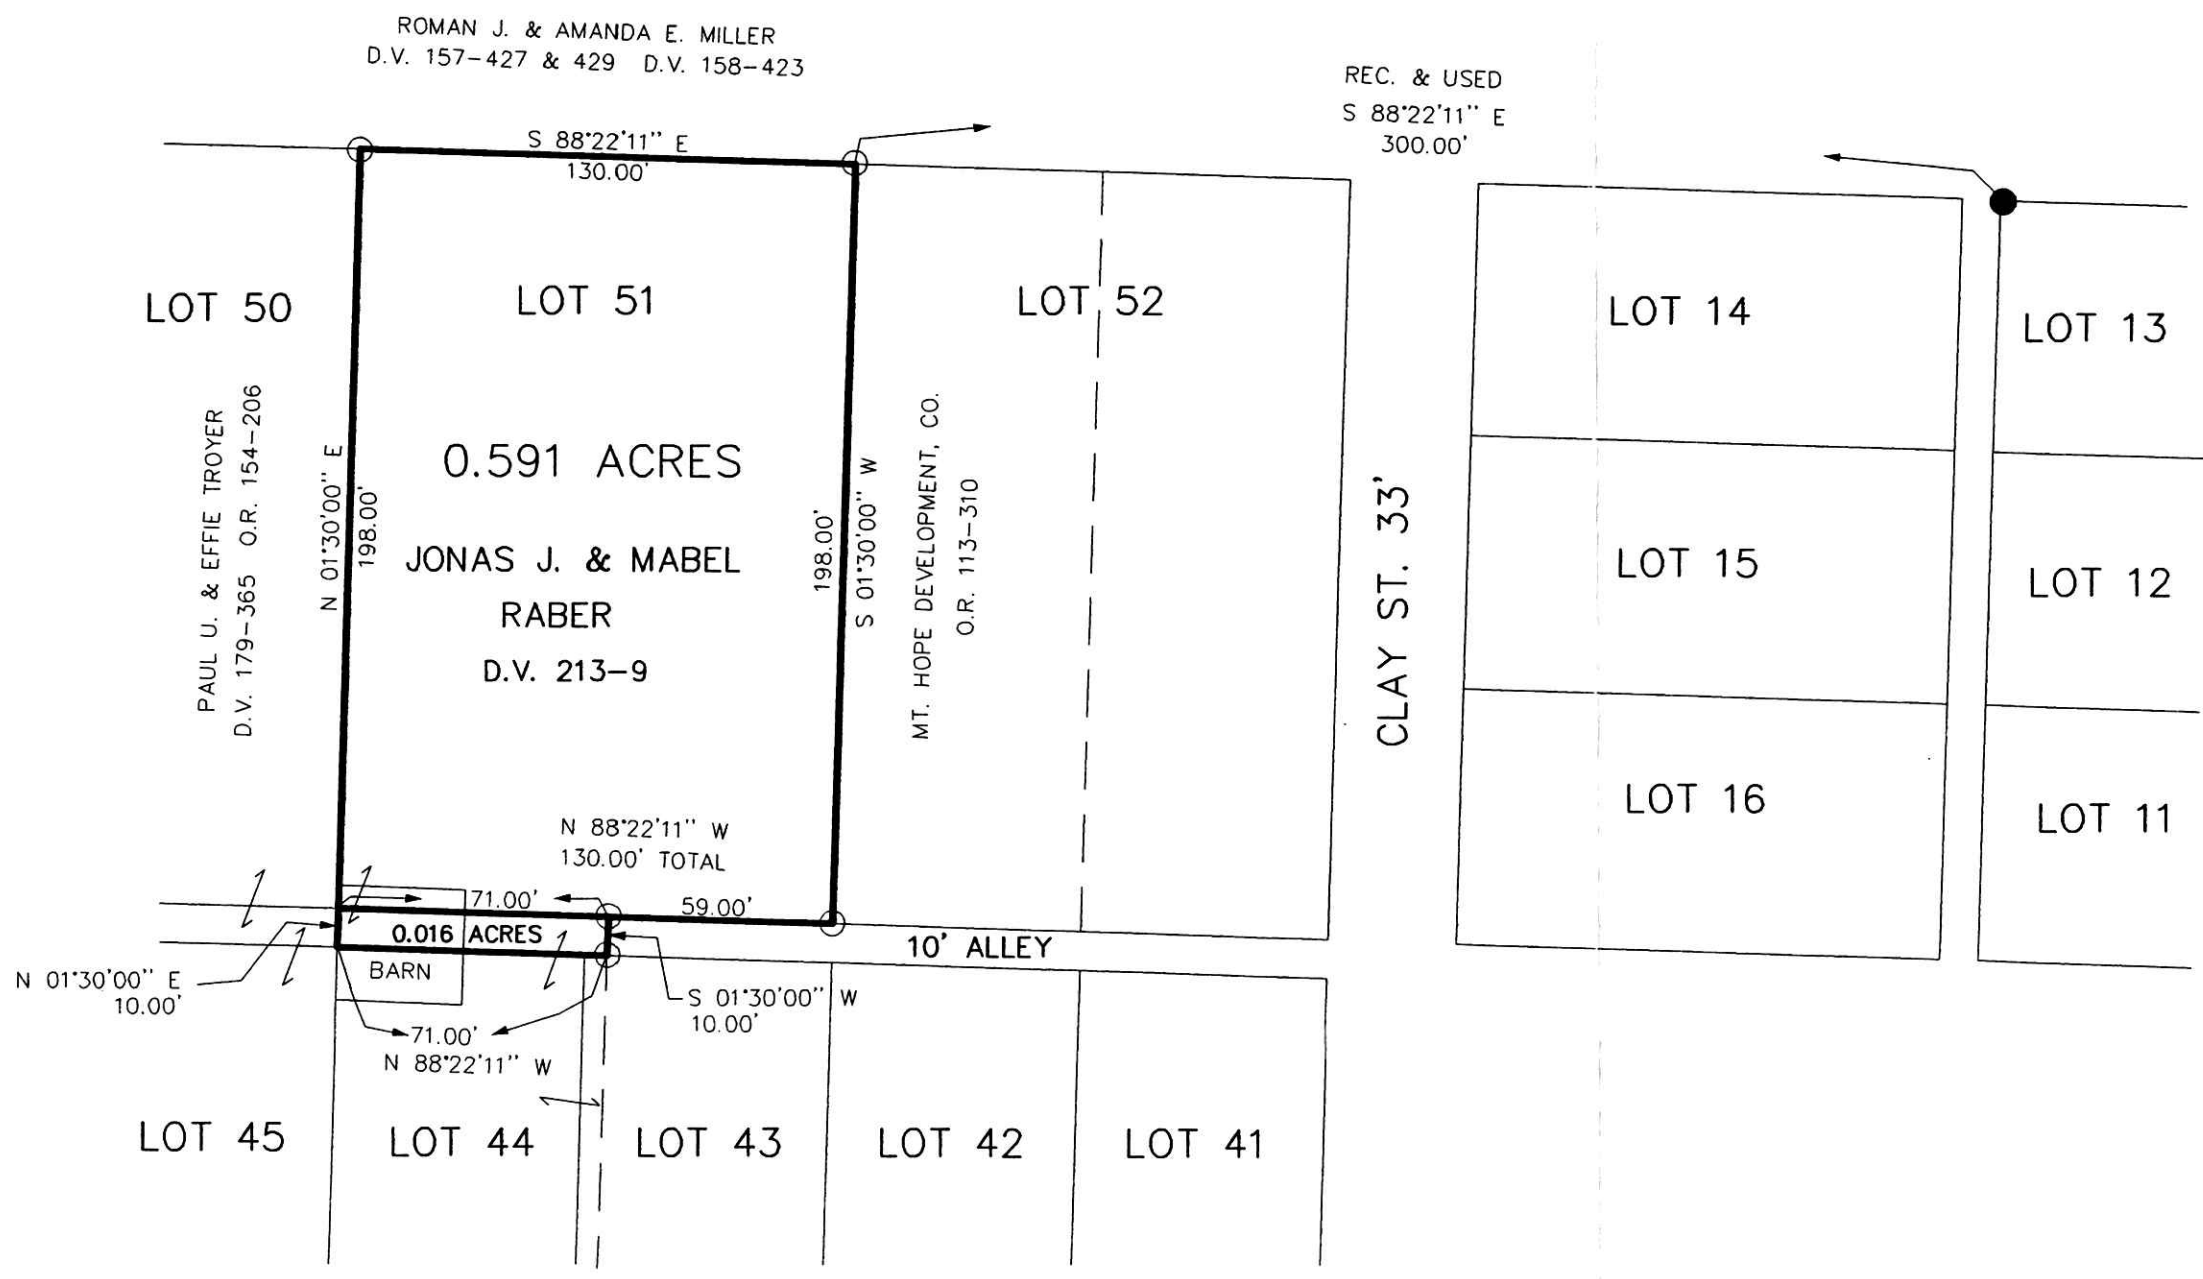 ROMAN J. & AMANDA E. MILLER
D.V. 157-427 & 429 D.V. 158-423
REC. & USED
S 88°22'11" E
300.00'
S 88°22'11" E
130.00'
LOT 50
LOT 51
LOT 52
LOT 14
LOT 13
PAUL U. & EFFIE TROYER
D.V. 179-365 O.R. 154-206
N 01°30'00" E
198.00'
0.591 ACRES
JONAS J. & MABEL
RABER
D.V. 213-9
198.00'
S 01°30'00" W
MT. HOPE DEVELOPMENT, CO.
O.R. 113-310
CLAY ST. 33'
LOT 15
LOT 12
LOT 16
LOT 11
N 88°22'11" W
130.00' TOTAL
71.00'
59.00'
0.016 ACRES
10' ALLEY
BARN
N 01°30'00" E
10.00'
S 01°30'00" W
10.00'
71.00'
N 88°22'11" W
LOT 45
LOT 44
LOT 43
LOT 42
LOT 41